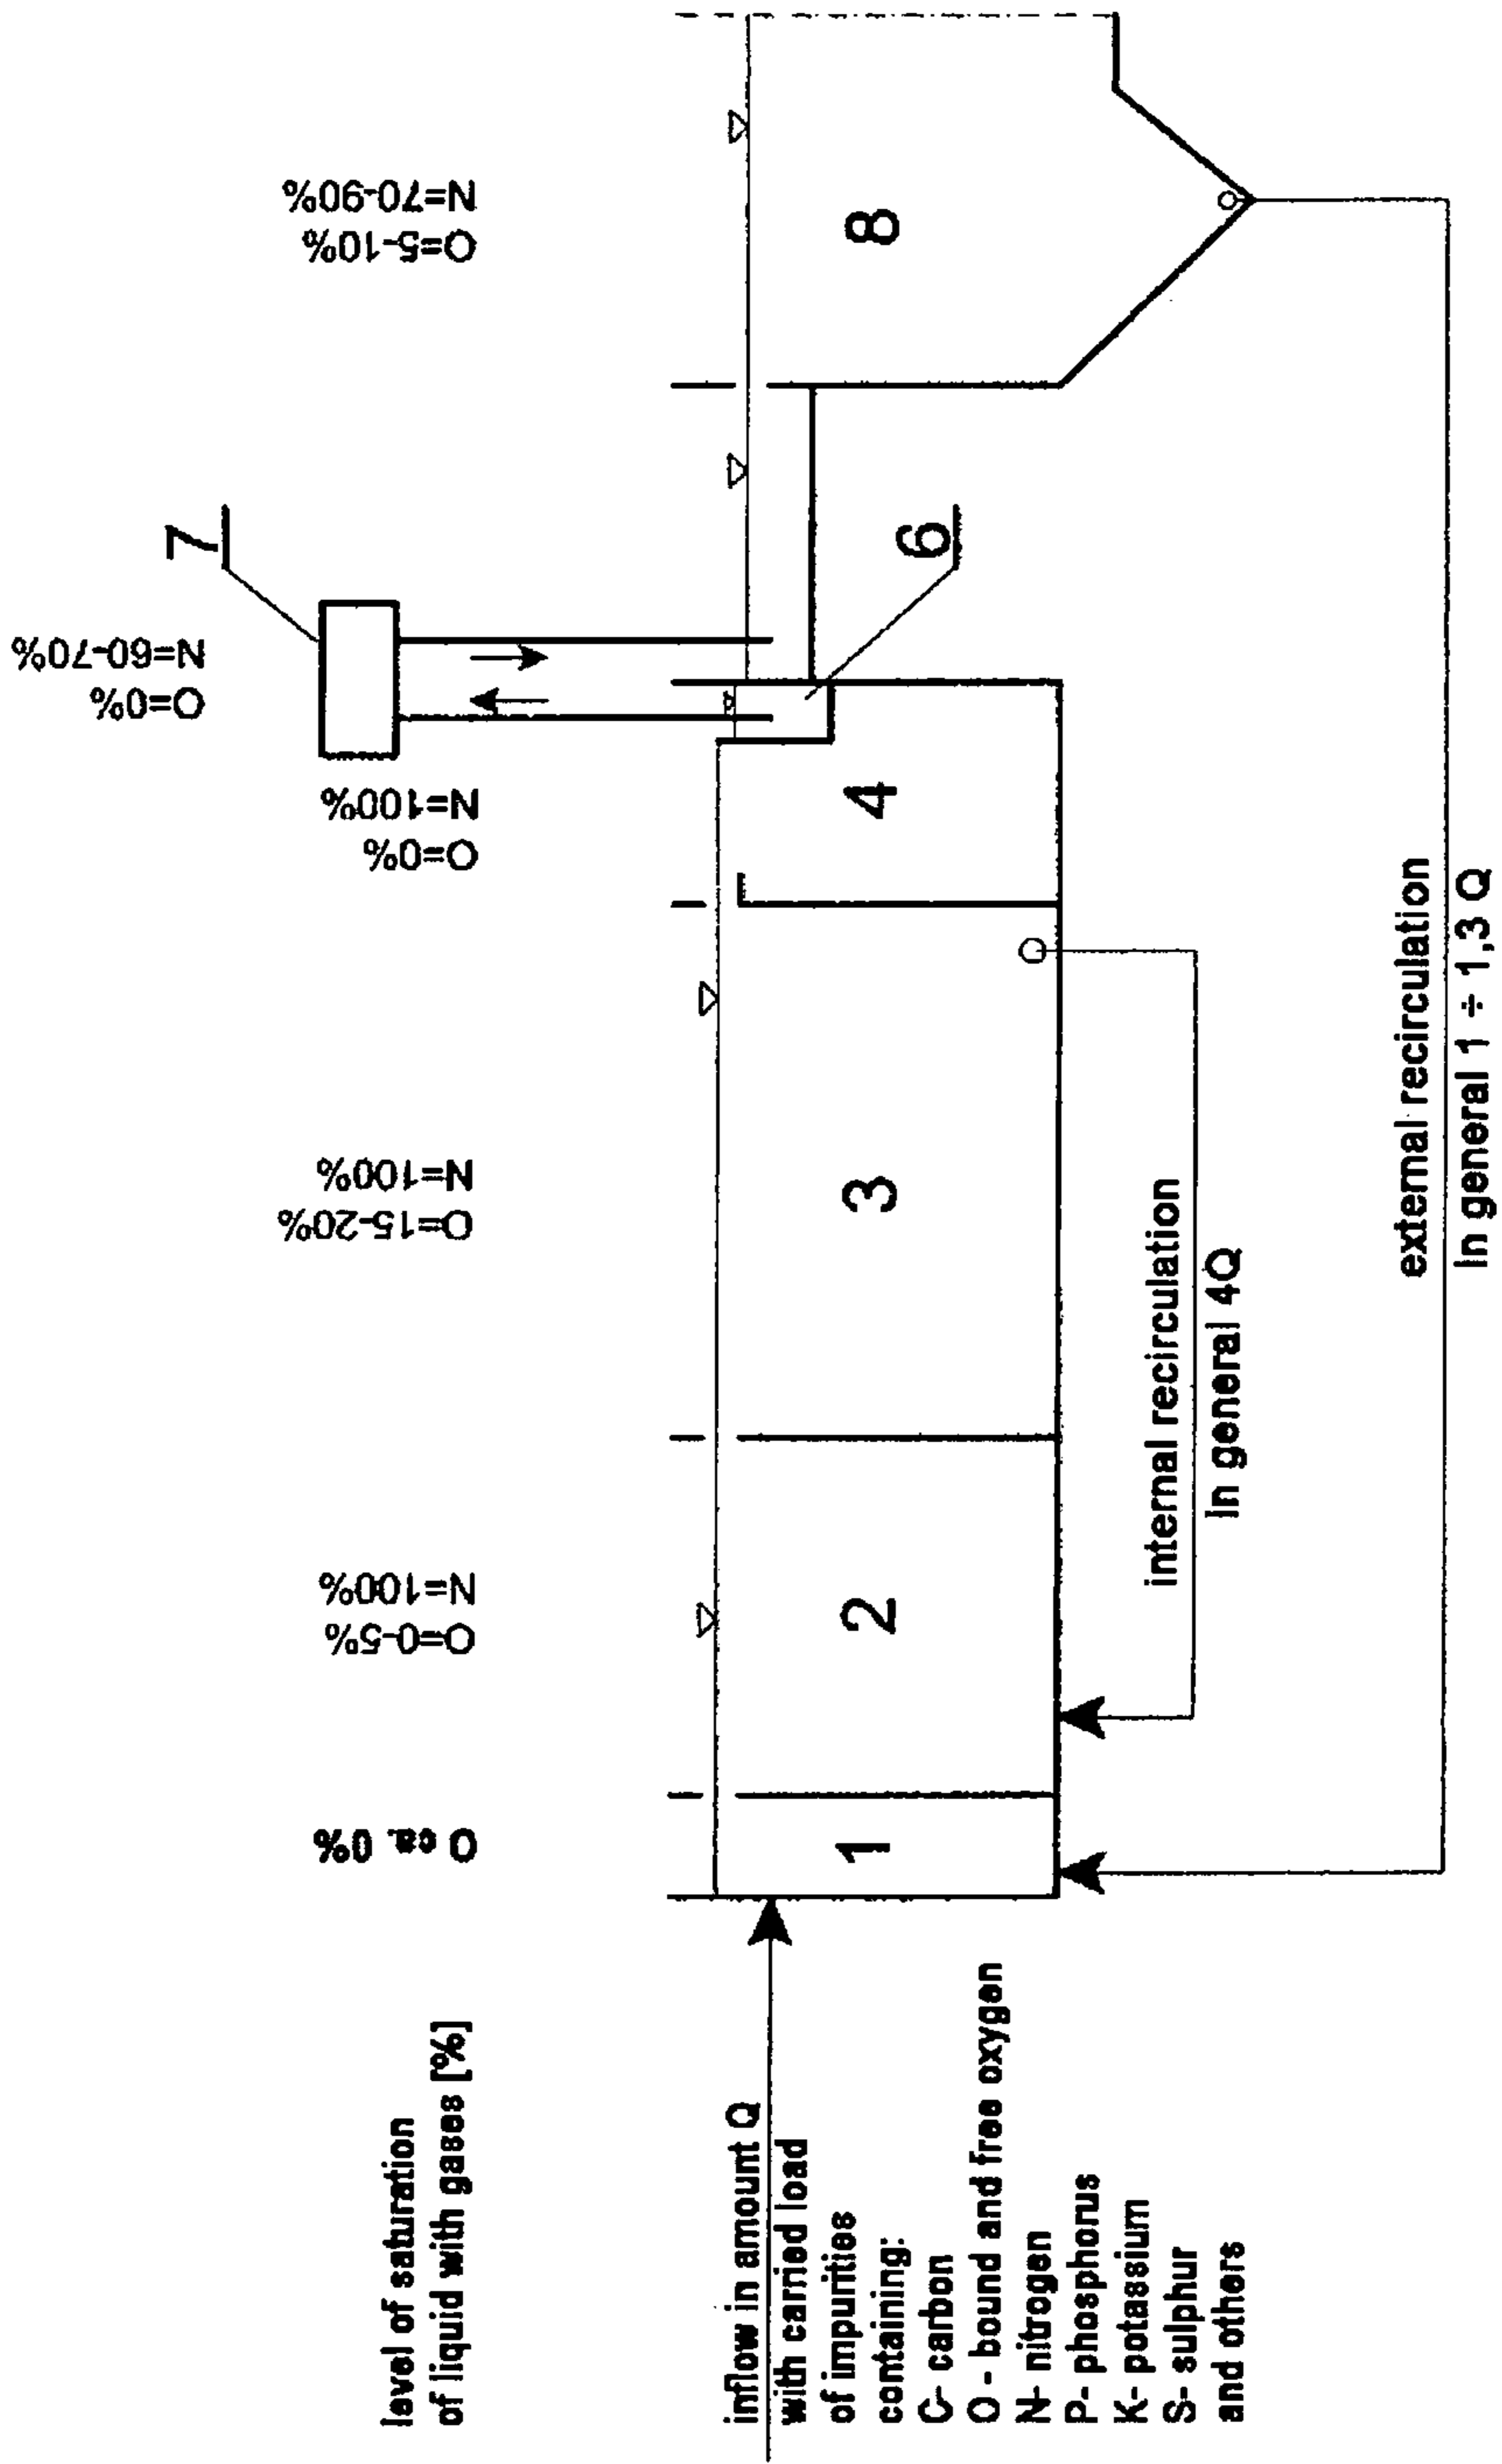 level of saturation
of liquid with gases [%]
O ca. 0%
O=0-5%
N=100%
O=15-20%
N=100%
O=0%
N=100%
O=0%
N=60-70%
O=5-10%
N=70-90%
7
inflow in amount Q
with carried load
of impurities
containing:
C- carbon
O - bound and free oxygen
N- nitrogen
P- phosphorus
K- potassium
S- sulphur
and others
1
2
3
4
6
8
internal recirculation
in general 4Q
external recirculation
in general 1 ÷ 1,3 Q